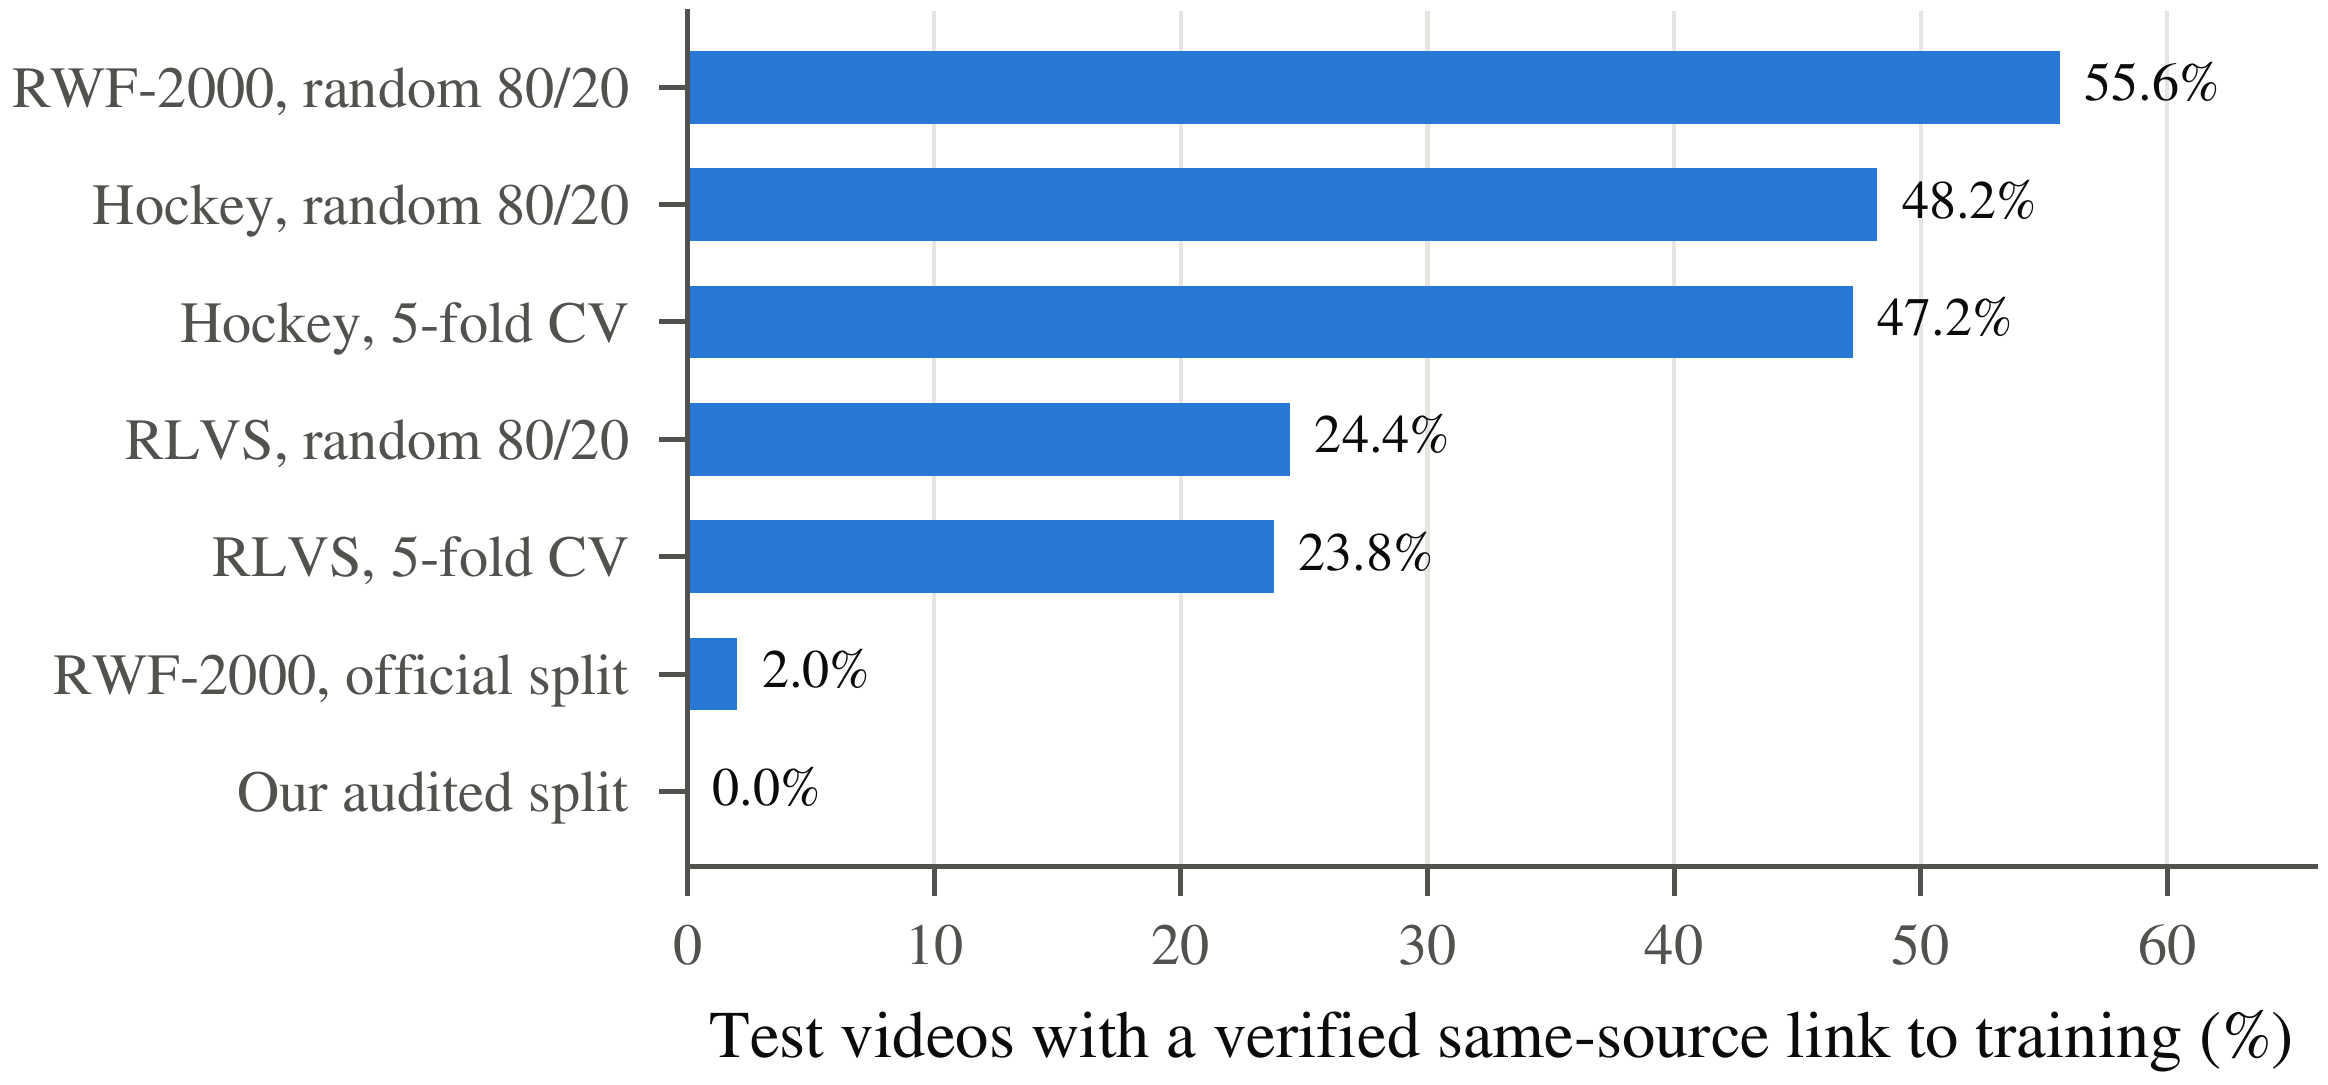 RWF-2000, random 80/20 55.6%
Hockey, random 80/20 48.2%
Hockey, 5-fold CV 47.2%
RLVS, random 80/20 24.4%
RLVS, 5-fold CV 23.8%
RWF-2000, official split 2.0%
Our audited split 0.0%
0 10 20 30 40 50 60
Test videos with a verified same-source link to training (%)